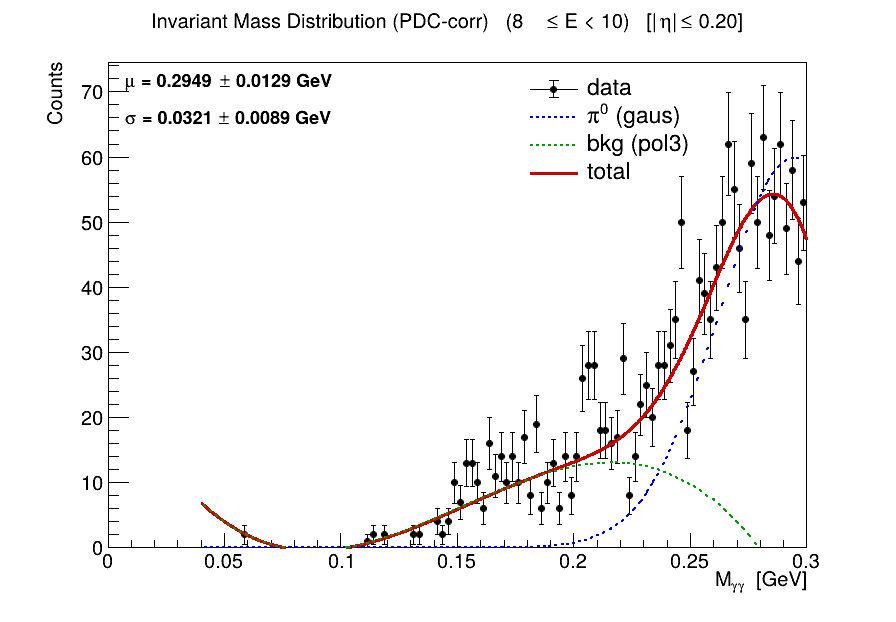 Invariant Mass Distribution (PDC-corr) (8 ≤ E < 10) [|η| ≤ 0.20]
Counts
μ = 0.2949 ± 0.0129 GeV
σ = 0.0321 ± 0.0089 GeV
data
π⁰ (gaus)
bkg (pol3)
total
70
60
50
40
30
20
10
0
0 0.05 0.1 0.15 0.2 0.25 0.3
Mγγ [GeV]